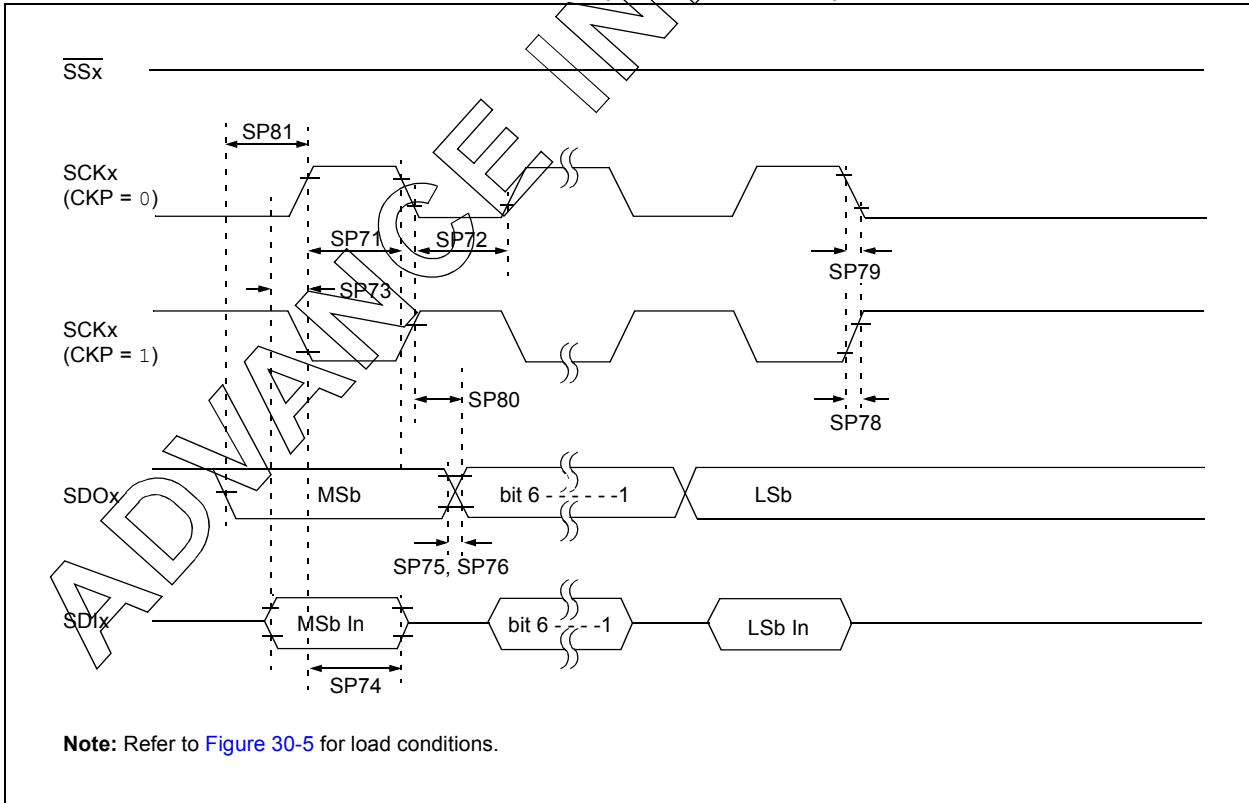 SSx
SP81
SCKx
(CKP = 0)
SP71
SP72
SP73
SP79
SCKx
(CKP = 1)
SP80
SP78
SDOx
MSb
bit 6 - - - - - -1
LSb
SP75, SP76
SDIx
MSb In
bit 6 - - - -1
LSb In
SP74
Note: Refer to Figure 30-5 for load conditions.
ADVANCE